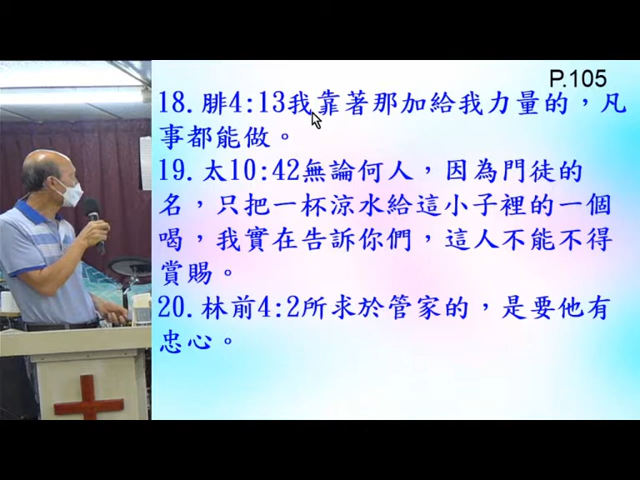 P.105
18.腓4:13我靠著那加給我力量的，凡
事都能做。
19.太10:42無論何人，因為門徒的
名，只把一杯涼水給這小子裡的一個
喝，我實在告訴你們，這人不能不得
賞賜。
20.林前4:2所求於管家的，是要他有
忠心。